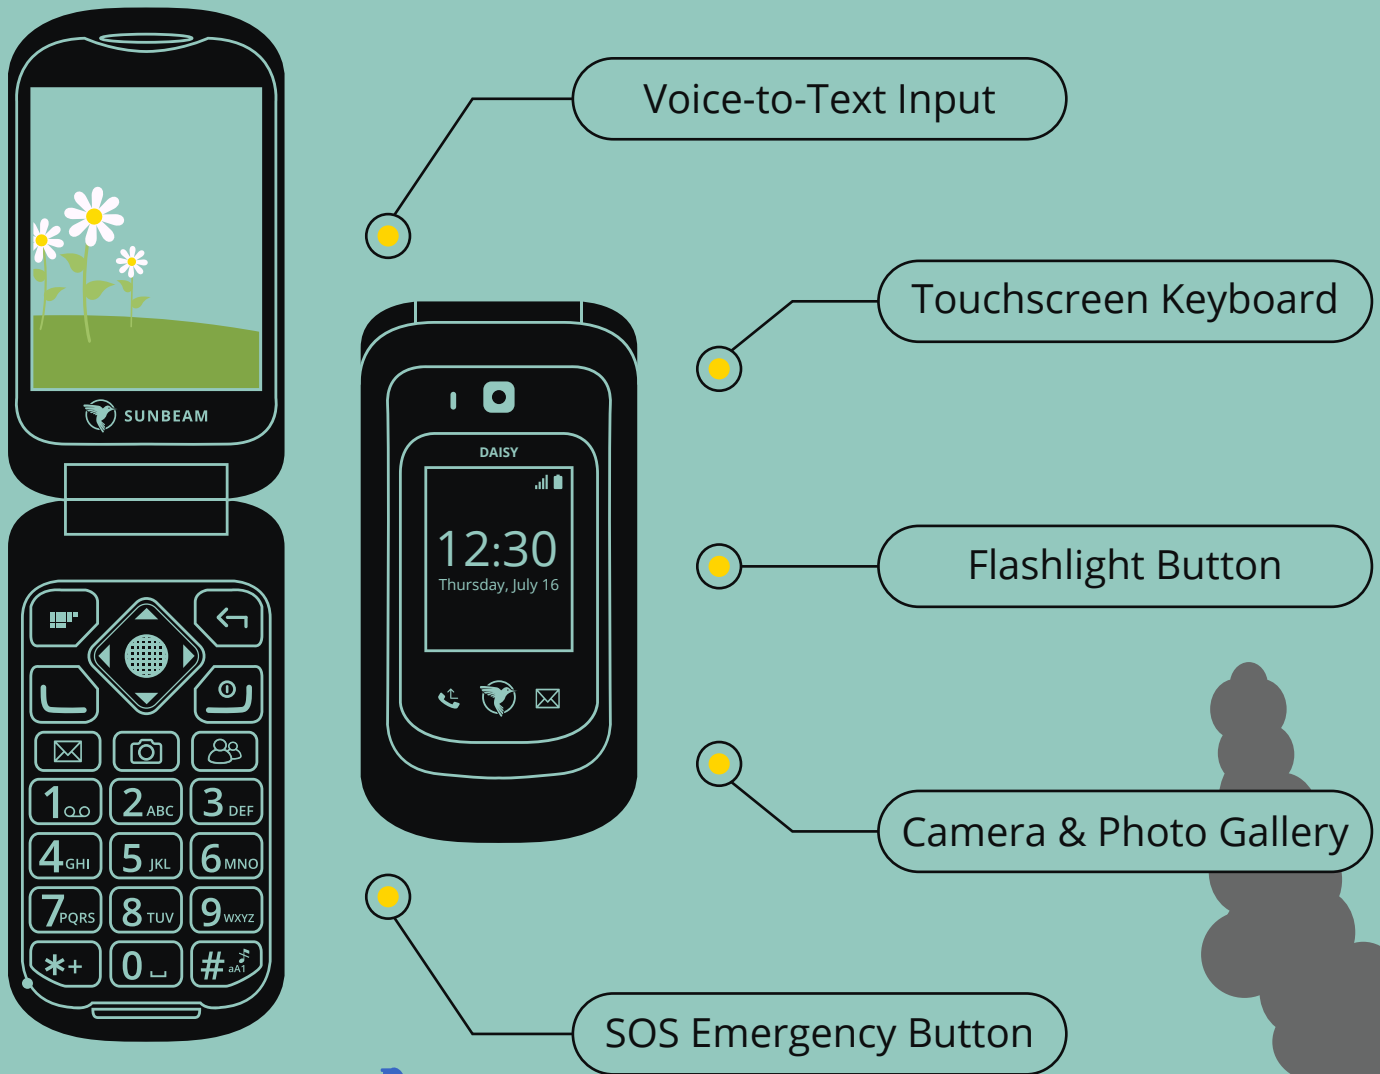 SUNBEAM
1
2 ABC
3 DEF
4 GHI
5 JKL
6 MNO
7 PQRS
8 TUV
9 WXYZ
*+
0
# aA1
DAISY
12:30
Thursday, July 16
Voice-to-Text Input
Touchscreen Keyboard
Flashlight Button
Camera & Photo Gallery
SOS Emergency Button